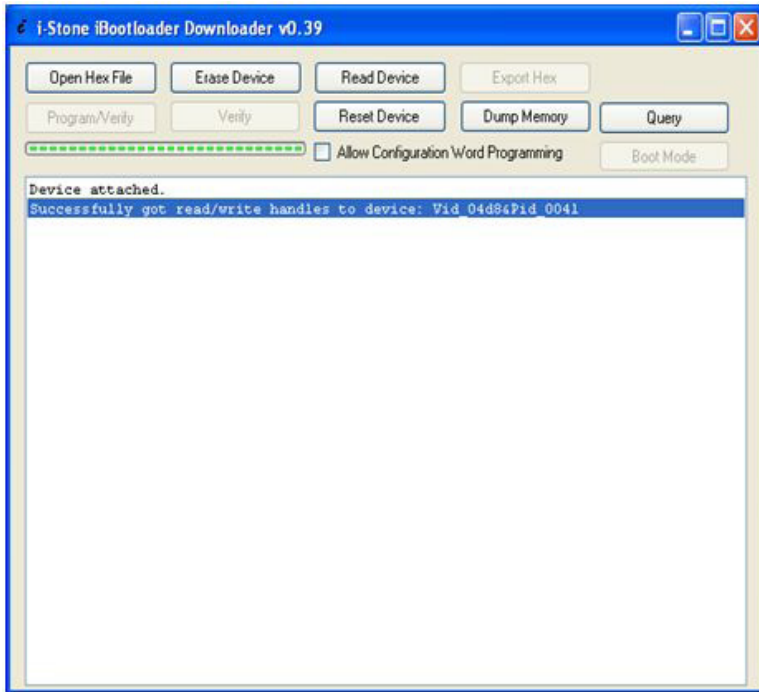 i-Stone iBootloader Downloader v0.39
Open Hex File Erase Device Read Device Export Hex
Program/Verify Verify Reset Device Dump Memory Query
Allow Configuration Word Programming Boot Mode
Device attached.
Successfully got read/write handles to device: Vid_04d8&Pid_0041